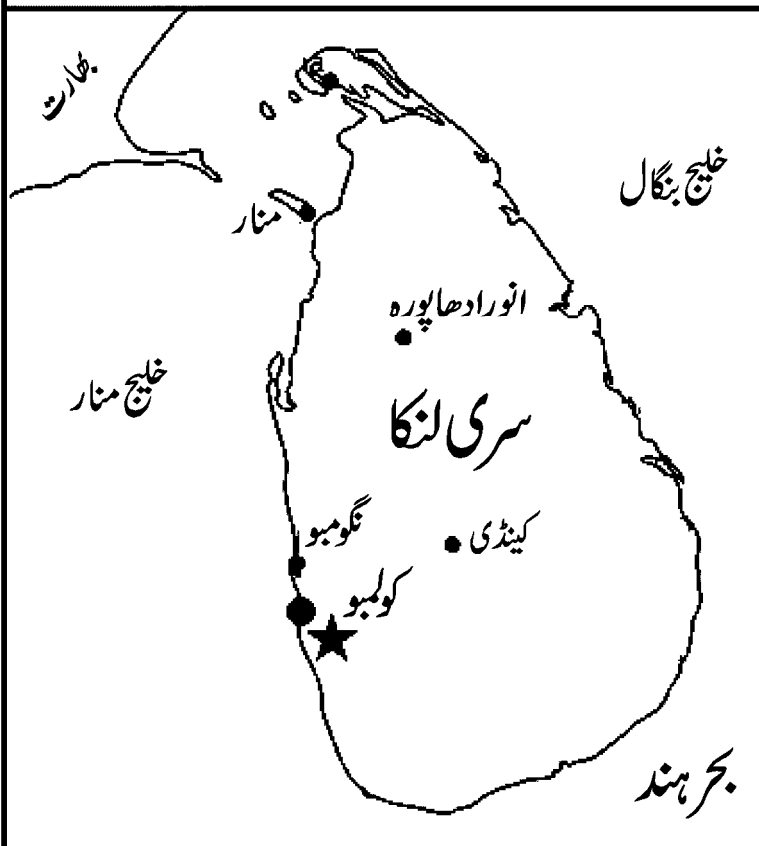 بھارت
خلیج بنگال
منار
انورادھاپورہ
خلیج منار
سری لنکا
نگومبو
کینڈی
کولمبو
بحر ہند